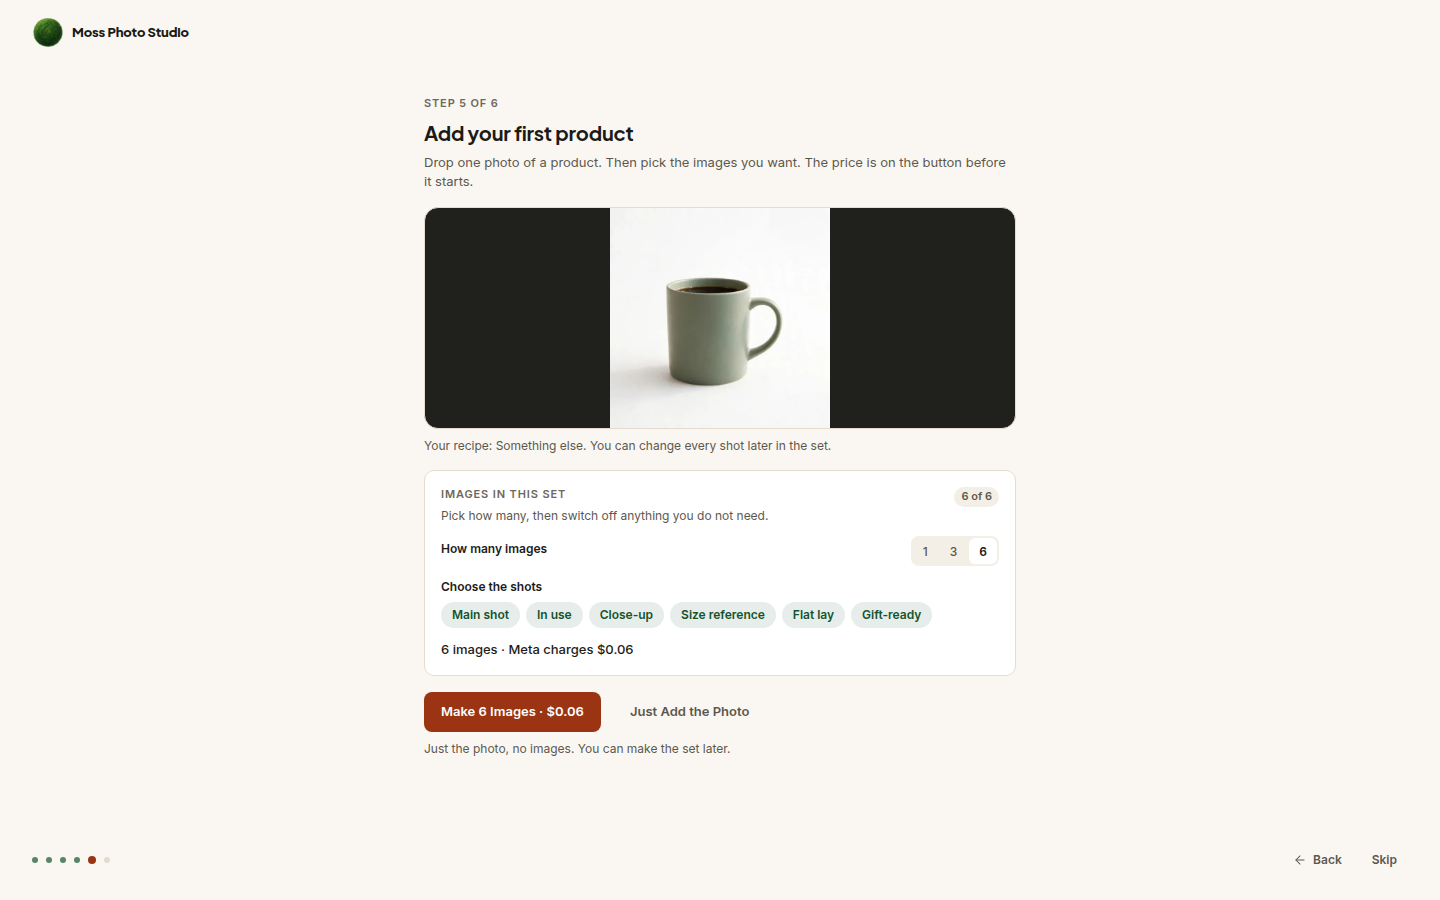 Moss Photo Studio
STEP 5 OF 6
Add your first product
Drop one photo of a product. Then pick the images you want. The price is on the button before
it starts.
Your recipe: Something else. You can change every shot later in the set.
IMAGES IN THIS SET
6 of 6
Pick how many, then switch off anything you do not need.
How many images
1 3 6
Choose the shots
Main shot In use Close-up Size reference Flat lay Gift-ready
6 images · Meta charges $0.06
Make 6 Images · $0.06 Just Add the Photo
Just the photo, no images. You can make the set later.
Back Skip